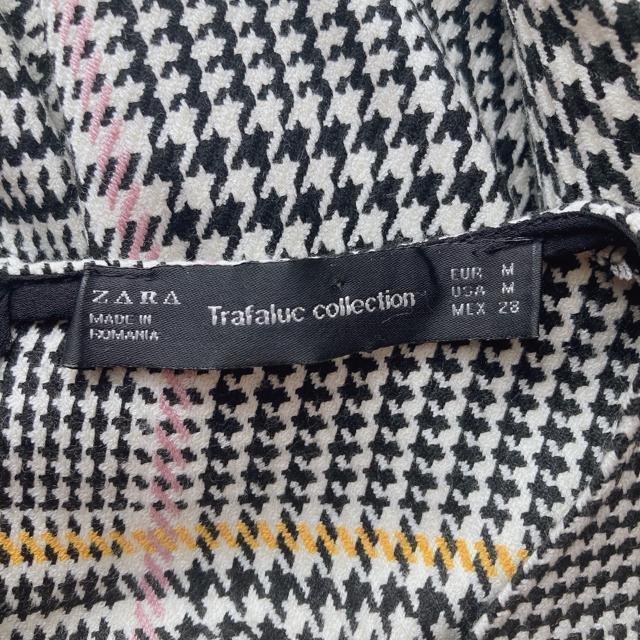 ZARA
MADE IN
ROMANIA
Trafaluc collection
EUR M
USA M
MEX 28